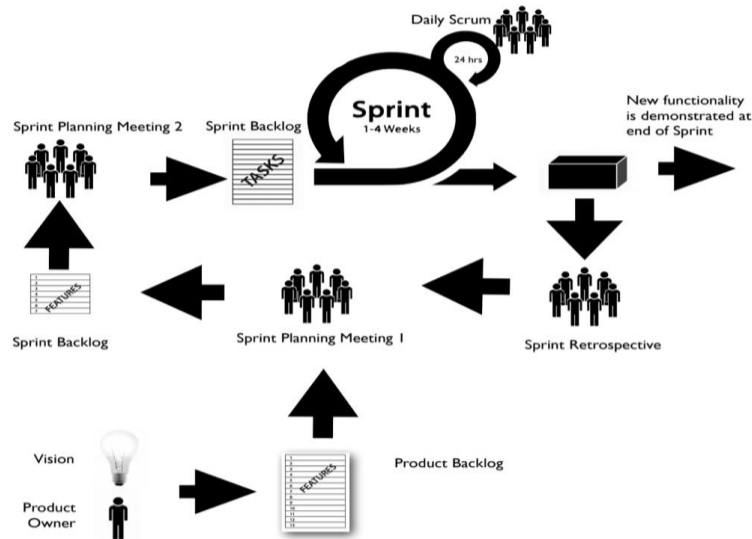 Daily Scrum
24 hrs
Sprint
1-4 Weeks
New functionality
is demonstrated at
end of Sprint
Sprint Planning Meeting 2
Sprint Backlog
TASKS
FEATURES
Sprint Backlog
Sprint Planning Meeting 1
Sprint Retrospective
Vision
Product
Owner
FEATURES
Product Backlog